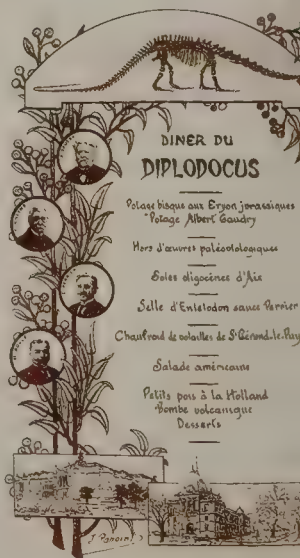 DINER DU
DIPLODOCUS
Potage bisque aux Eryon jurassiques
Potage Albert Gaudry
Hors d'œuvres paléontologiques
Soles oligocènes d'Aix
Selle d'Entelodon sauce Perrier
Chaufroid de volailles de St Gérand-le-Puy
Salade américaine
Petits pois à la Holland
Bombe volcanique
Desserts